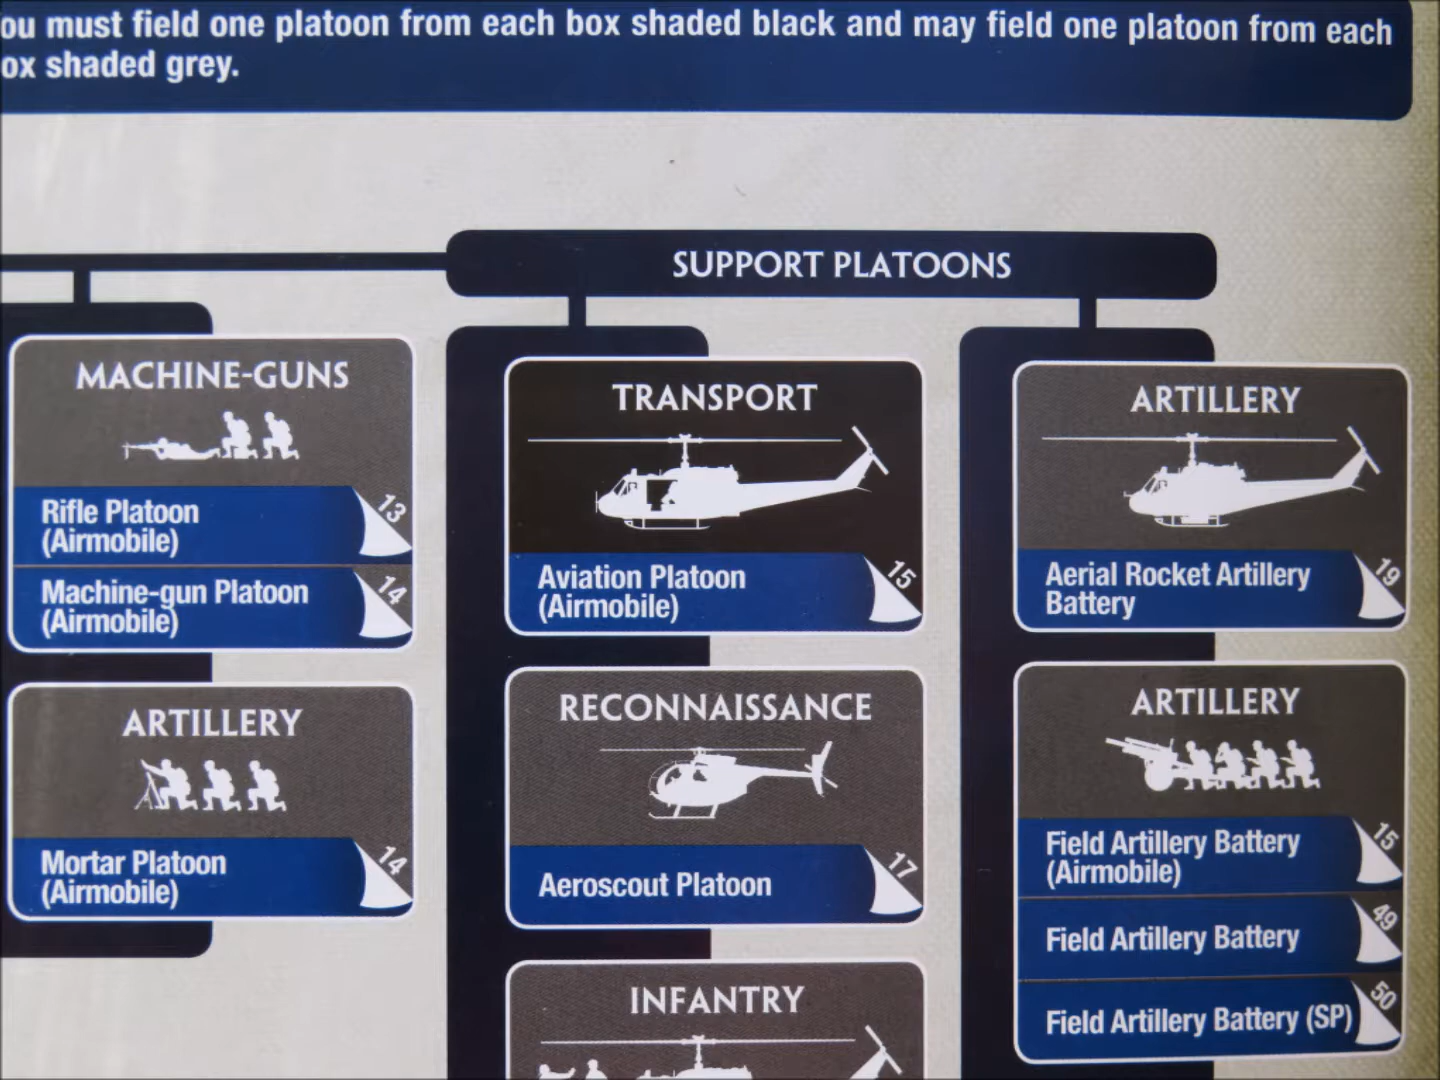 ou must field one platoon from each box shaded black and may field one platoon from each
ox shaded grey.
SUPPORT PLATOONS
MACHINE-GUNS
Rifle Platoon
(Airmobile)
13
Machine-gun Platoon
(Airmobile)
14
ARTILLERY
Mortar Platoon
(Airmobile)
14
TRANSPORT
Aviation Platoon
(Airmobile)
15
RECONNAISSANCE
Aeroscout Platoon
17
INFANTRY
ARTILLERY
Aerial Rocket Artillery
Battery
19
ARTILLERY
Field Artillery Battery
(Airmobile)
15
Field Artillery Battery
49
Field Artillery Battery (SP)
50